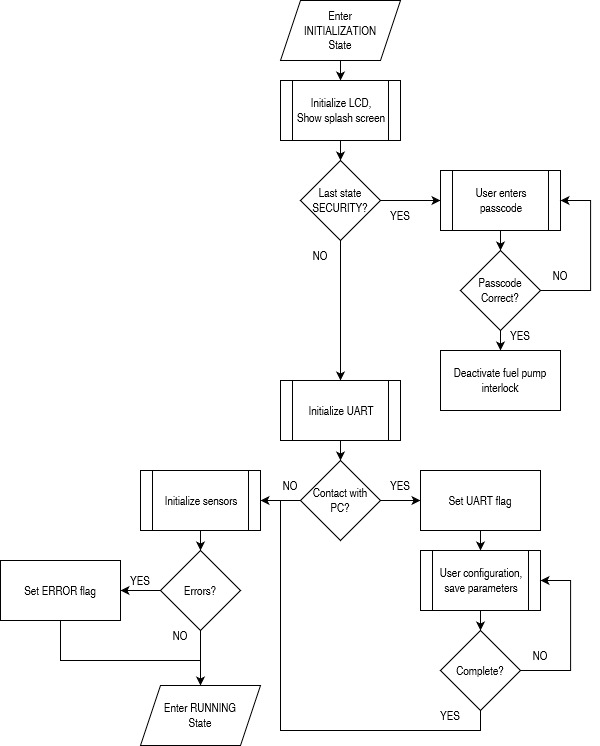 Enter
INITIALIZATION
State
Initialize LCD,
Show splash screen
Last state
SECURITY?
YES
User enters
passcode
NO
Passcode
Correct?
NO
YES
Deactivate fuel pump
interlock
Initialize UART
Initialize sensors
NO
Contact with
PC?
YES
Set UART flag
User configuration,
save parameters
Set ERROR flag
YES
Errors?
NO
Complete?
NO
YES
Enter RUNNING
State